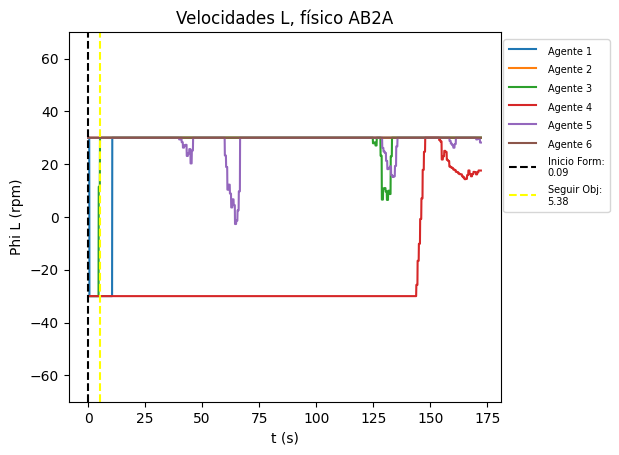 Velocidades L, físico AB2A
Phi L (rpm)
60
40
20
0
−20
−40
−60
0
25
50
75
100
125
150
175
t (s)
Agente 1
Agente 2
Agente 3
Agente 4
Agente 5
Agente 6
Inicio Form:
0.09
Seguir Obj:
5.38